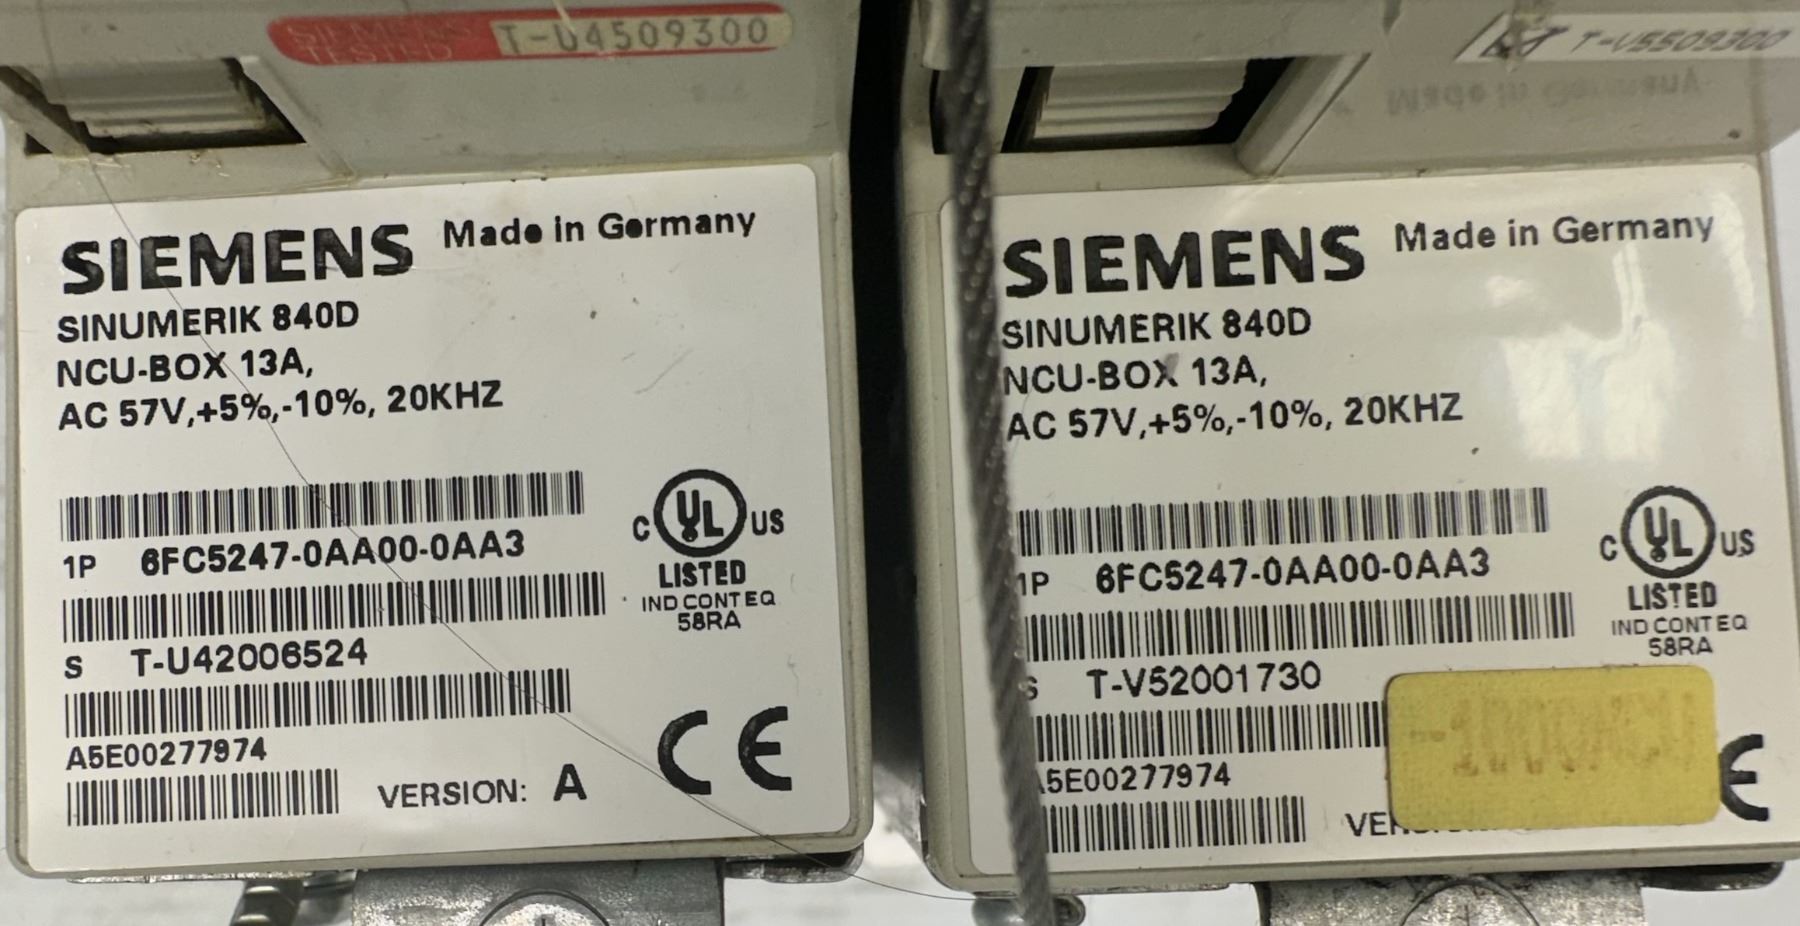 SIEMENS
TESTED
T-U4509300
SIEMENS Made in Germany
SINUMERIK 840D
NCU-BOX 13A,
AC 57V,+5%,-10%, 20KHZ
1P 6FC5247-0AA00-0AA3
S T-U42006524
A5E00277974
VERSION: A
C UL US
LISTED
IND CONT EQ
58RA
CE
T-V5509300
Made in Germany
SIEMENS Made in Germany
SINUMERIK 840D
NCU-BOX 13A,
AC 57V,+5%,-10%, 20KHZ
1P 6FC5247-0AA00-0AA3
S T-V52001730
A5E00277974
C UL US
LISTED
IND CONT EQ
58RA